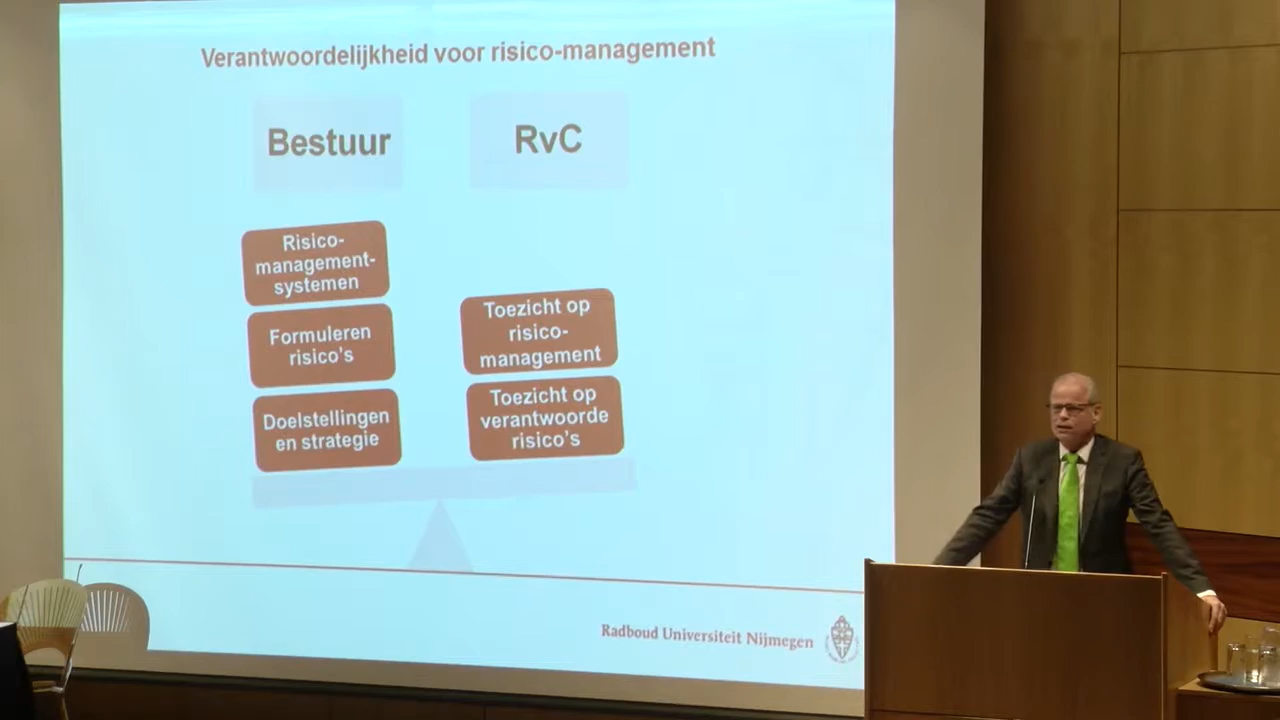 Verantwoordelijkheid voor risico-management
Bestuur
RvC
Risico-
management-
systemen
Formuleren
risico's
Doelstellingen
en strategie
Toezicht op
risico-
management
Toezicht op
verantwoorde
risico's
Radboud Universiteit Nijmegen